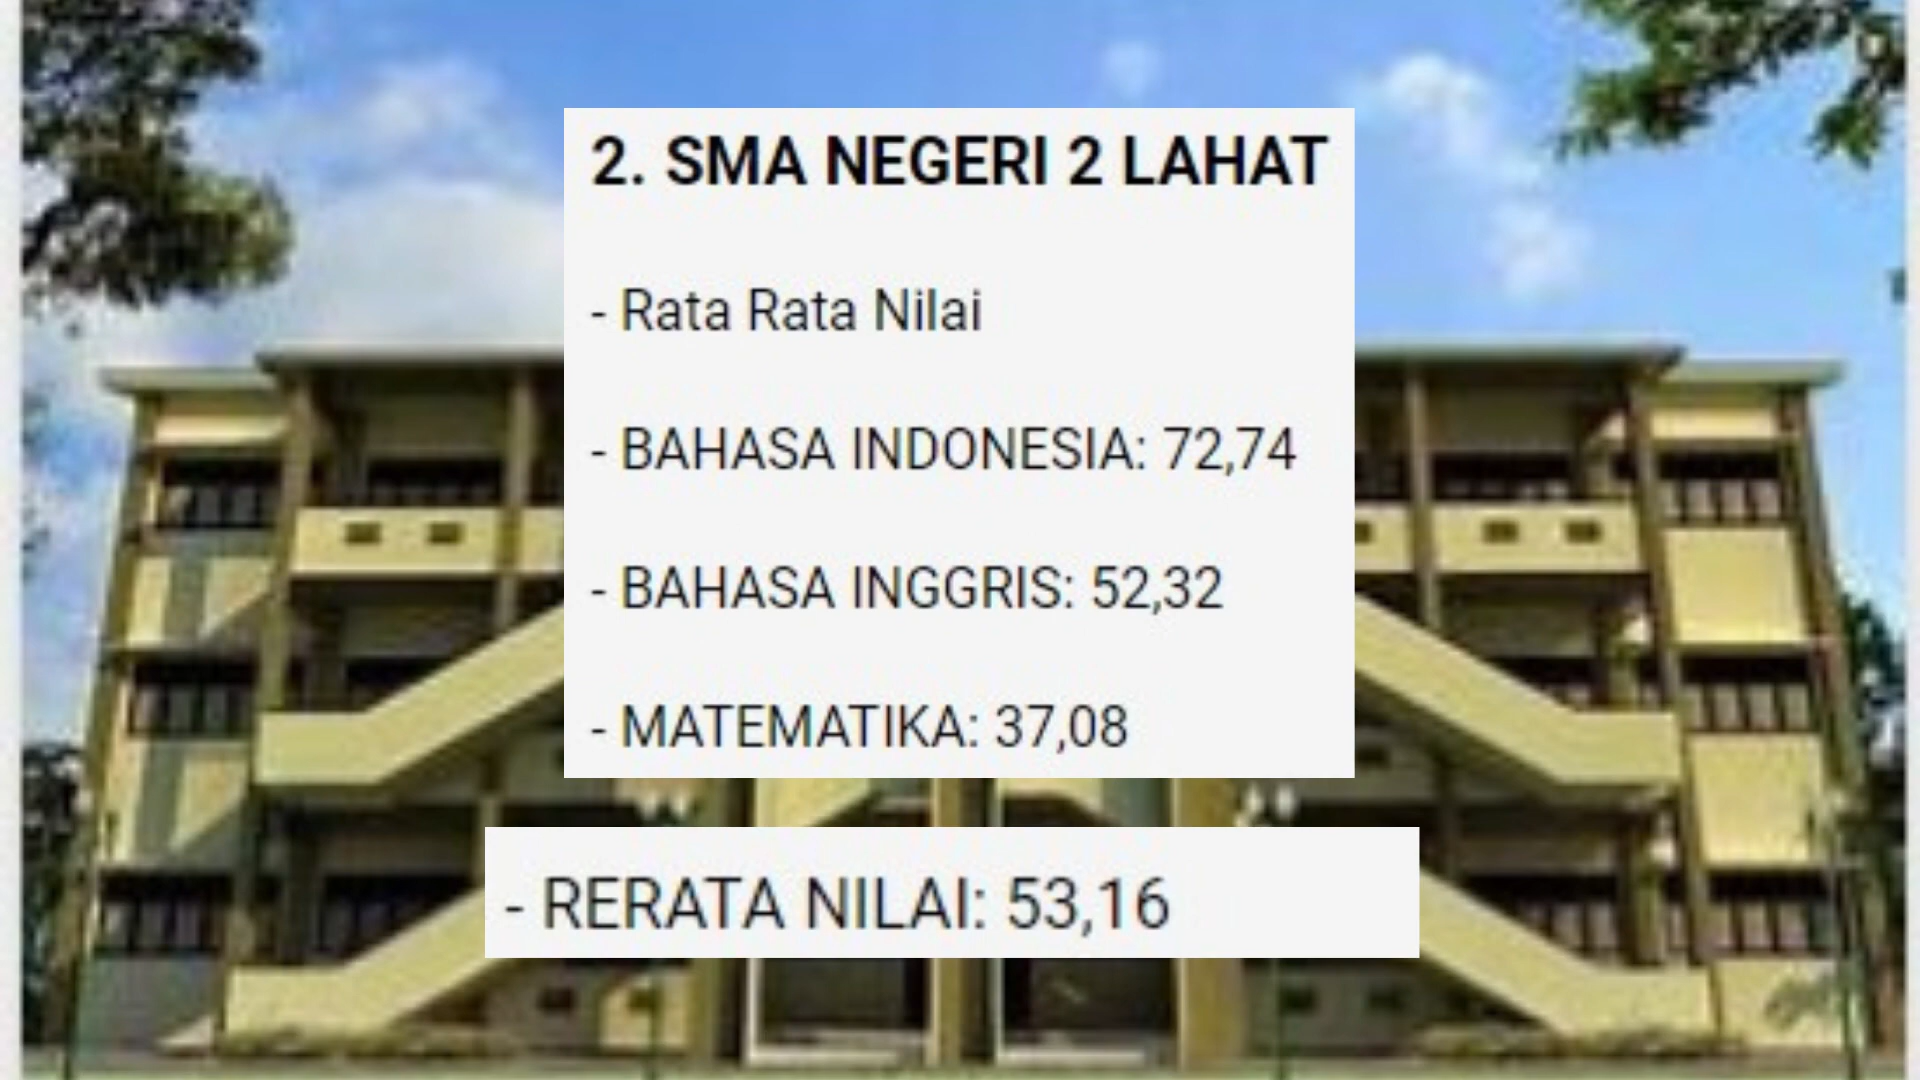 2. SMA NEGERI 2 LAHAT
- Rata Rata Nilai
- BAHASA INDONESIA: 72,74
- BAHASA INGGRIS: 52,32
- MATEMATIKA: 37,08
- RERATA NILAI: 53,16